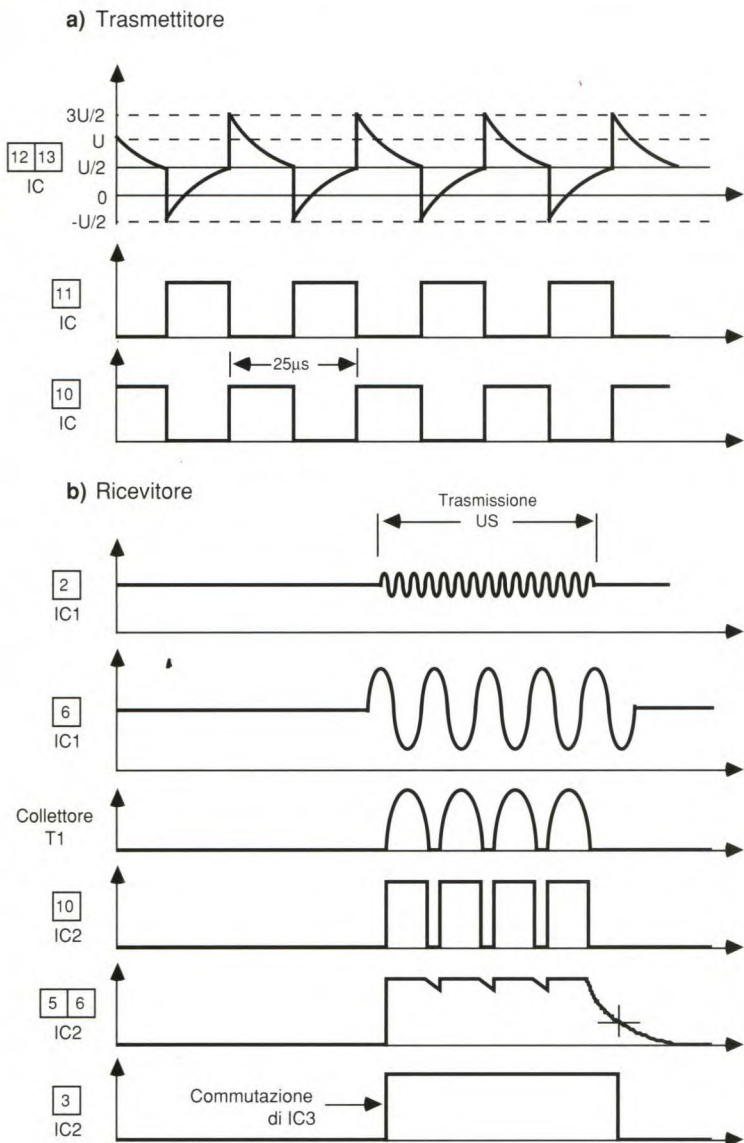 a) Trasmettitore
3U/2
U
U/2
0
-U/2
12 13
IC
11
IC
25µs
10
IC
b) Ricevitore
Trasmissione
US
2
IC1
6
IC1
Collettore
T1
10
IC2
5 6
IC2
Commutazione
di IC3
3
IC2